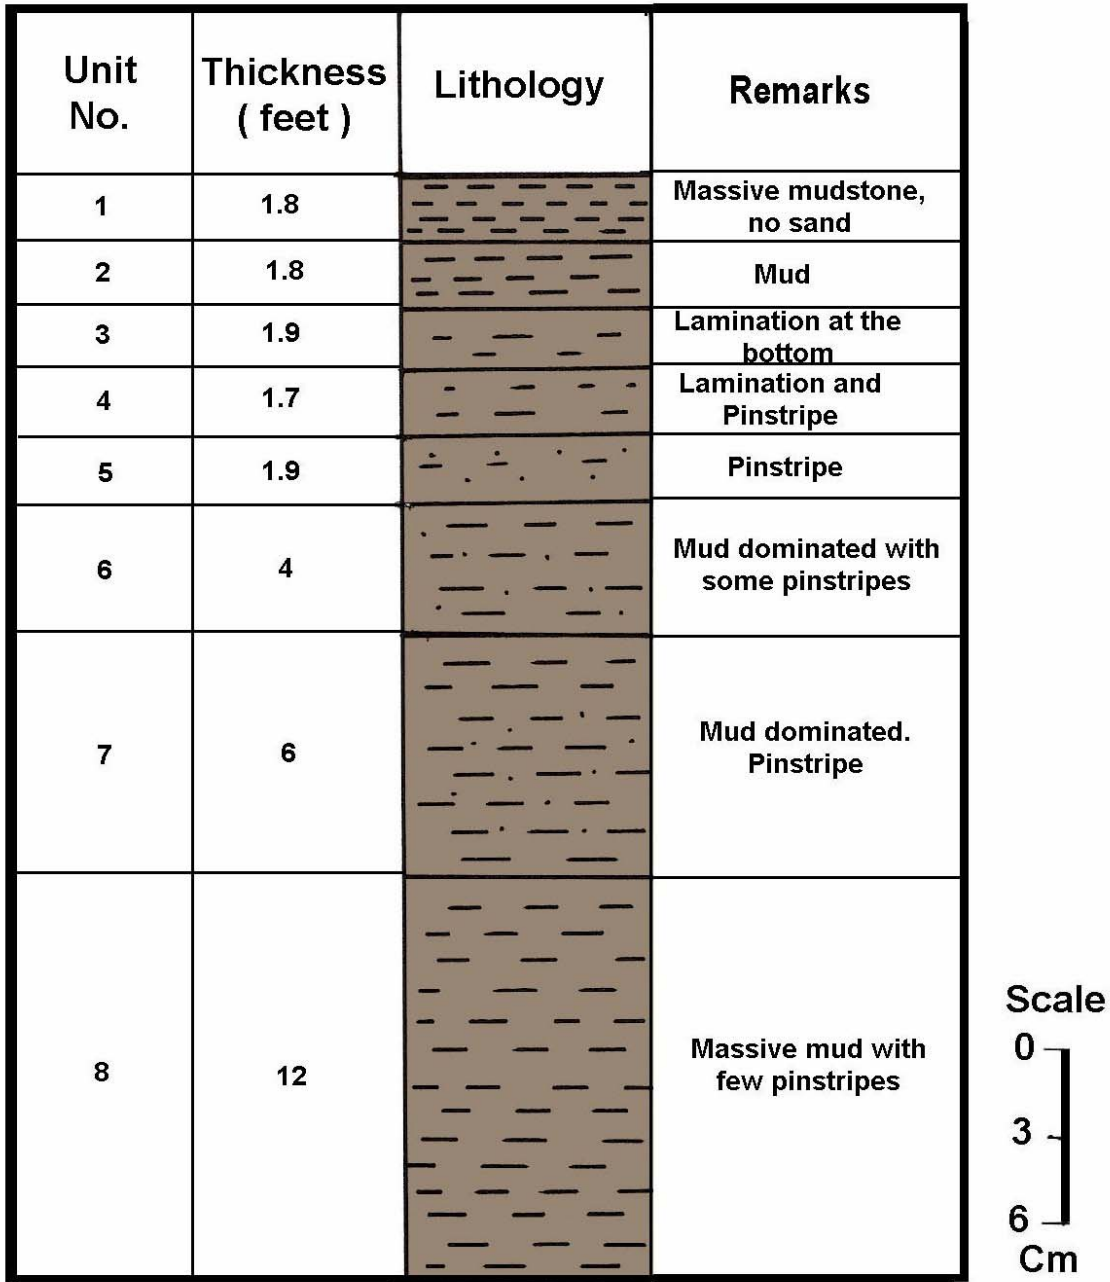 Unit
No.
Thickness
( feet )
Lithology
Remarks
1
1.8
Massive mudstone,
no sand
2
1.8
Mud
3
1.9
Lamination at the
bottom
4
1.7
Lamination and
Pinstripe
5
1.9
Pinstripe
6
4
Mud dominated with
some pinstripes
7
6
Mud dominated.
Pinstripe
8
12
Massive mud with
few pinstripes
Scale
0
3
6
Cm